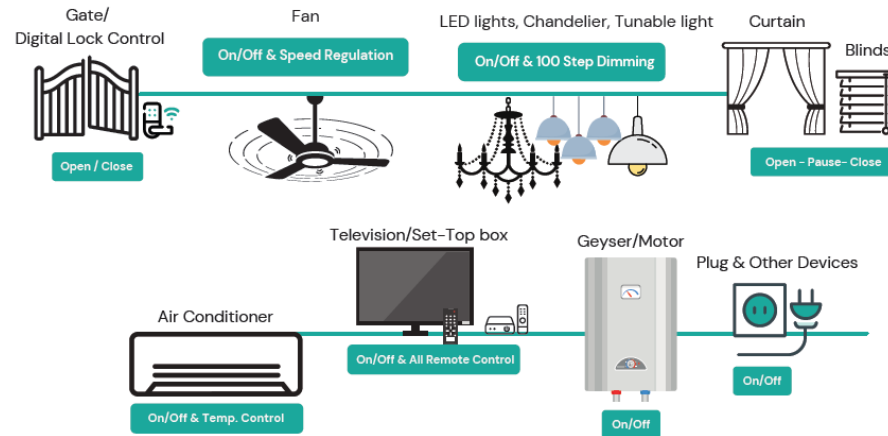 Gate/
Digital Lock Control
Fan
LED lights, Chandelier, Tunable light
Curtain
Blinds
On/Off & Speed Regulation
On/Off & 100 Step Dimming
Open / Close
Open - Pause- Close
Television/Set-Top box
Geyser/Motor
Plug & Other Devices
Air Conditioner
On/Off & All Remote Control
On/Off
On/Off & Temp. Control
On/Off